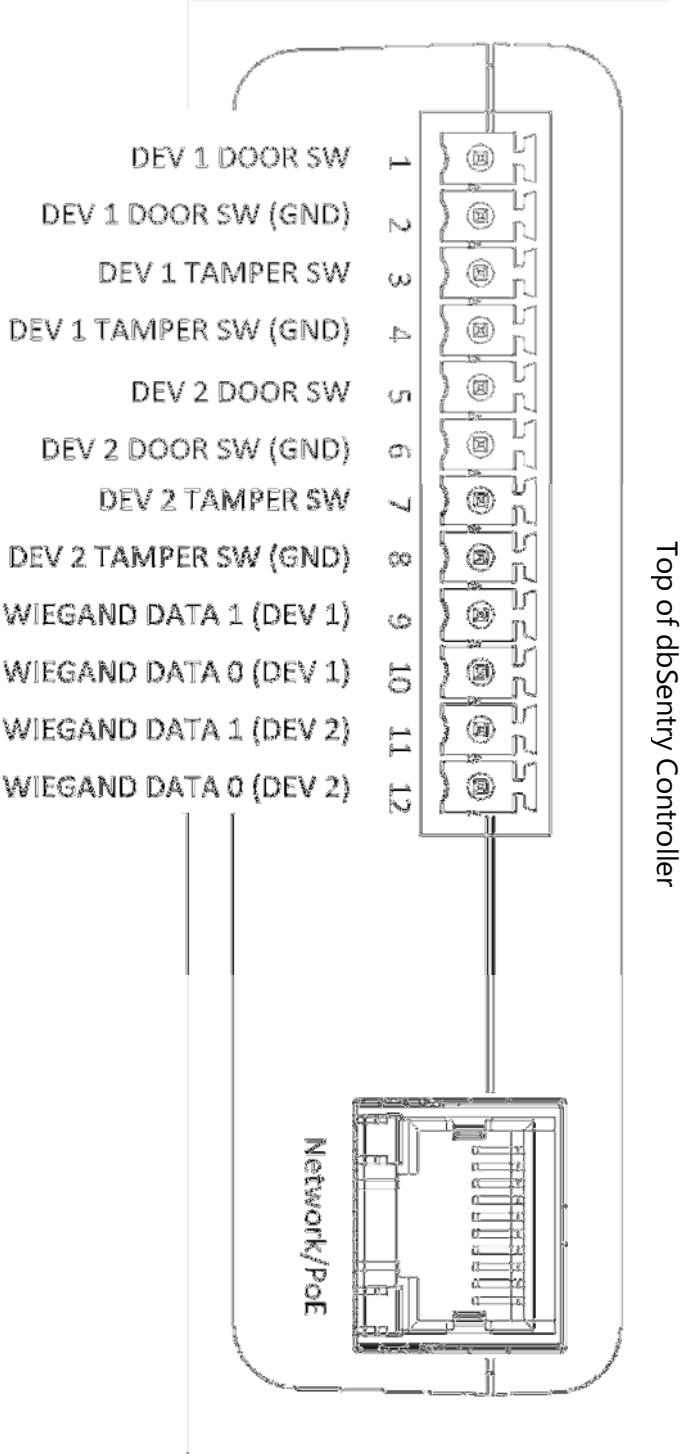 DEV 1 DOOR SW 1
DEV 1 DOOR SW (GND) 2
DEV 1 TAMPER SW 3
DEV 1 TAMPER SW (GND) 4
DEV 2 DOOR SW 5
DEV 2 DOOR SW (GND) 6
DEV 2 TAMPER SW 7
DEV 2 TAMPER SW (GND) 8
WIEGAND DATA 1 (DEV 1) 9
WIEGAND DATA 0 (DEV 1) 10
WIEGAND DATA 1 (DEV 2) 11
WIEGAND DATA 0 (DEV 2) 12
Top of dbSentry Controller
Network/PoE